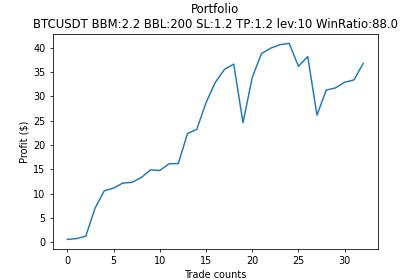 Portfolio
BTCUSDT BBM:2.2 BBL:200 SL:1.2 TP:1.2 lev:10 WinRatio:88.0
40
35
30
25
20
15
10
5
0
Profit ($)
0 5 10 15 20 25 30
Trade counts